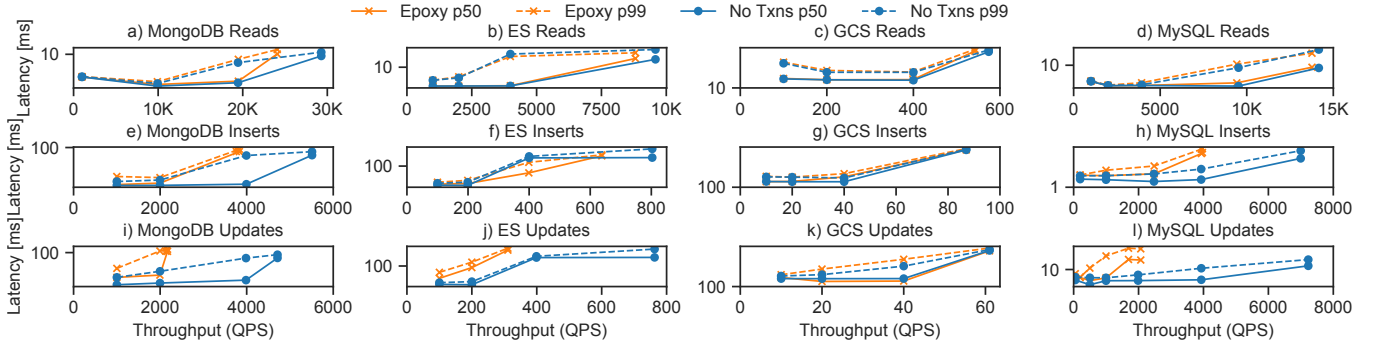 Epoxy p50 Epoxy p99 No Txns p50 No Txns p99
a) MongoDB Reads b) ES Reads c) GCS Reads d) MySQL Reads
Latency [ms] 10 10 10 10
0 10K 20K 30K 0 2500 5000 7500 10K 0 200 400 600 0 5000 10K 15K
e) MongoDB Inserts f) ES Inserts g) GCS Inserts h) MySQL Inserts
Latency [ms] 100 100 100 1
0 2000 4000 6000 0 200 400 600 800 0 20 40 60 80 100 0 2000 4000 6000 8000
i) MongoDB Updates j) ES Updates k) GCS Updates l) MySQL Updates
Latency [ms] 100 100 100 10
0 2000 4000 6000 0 200 400 600 800 0 20 40 60 0 2000 4000 6000 8000
Throughput (QPS) Throughput (QPS) Throughput (QPS) Throughput (QPS)